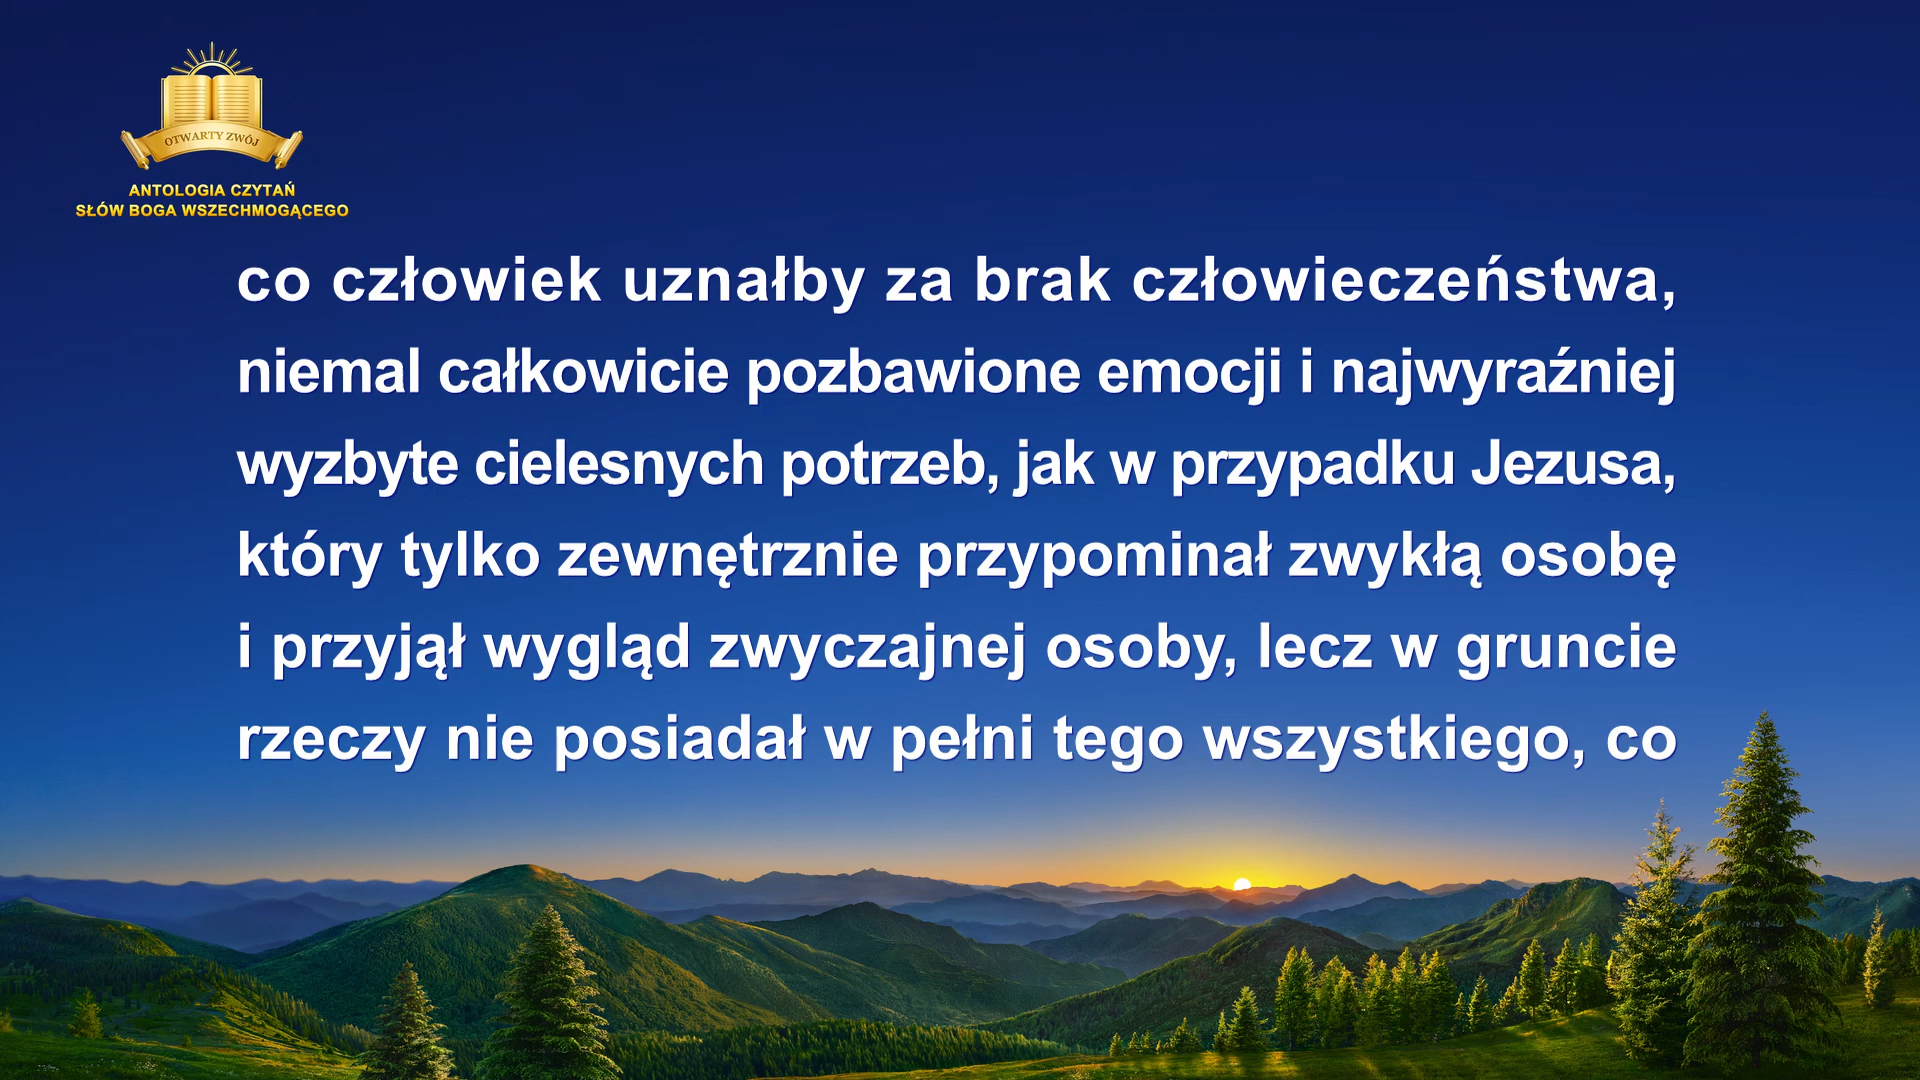 OTWARTY ZWÓJ
ANTOLOGIA CZYTAŃ
SŁÓW BOGA WSZECHMOGĄCEGO
co człowiek uznałby za brak człowieczeństwa,
niemal całkowicie pozbawione emocji i najwyraźniej
wyzbyte cielesnych potrzeb, jak w przypadku Jezusa,
który tylko zewnętrznie przypominał zwykłą osobę
i przyjął wygląd zwyczajnej osoby, lecz w gruncie
rzeczy nie posiadał w pełni tego wszystkiego, co